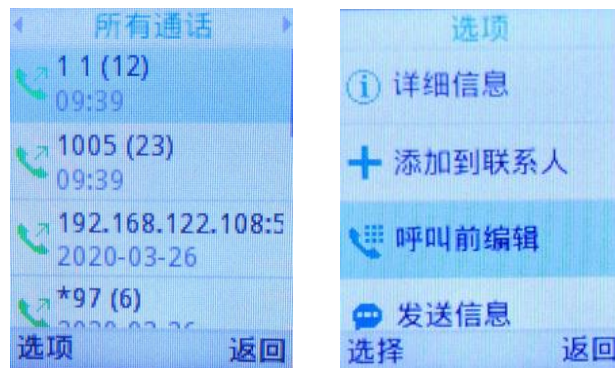 所有通话
1 1 (12)
09:39
1005 (23)
09:39
192.168.122.108:5
2020-03-26
*97 (6)
选项
返回
选项
详细信息
添加到联系人
呼叫前编辑
发送信息
选择
返回